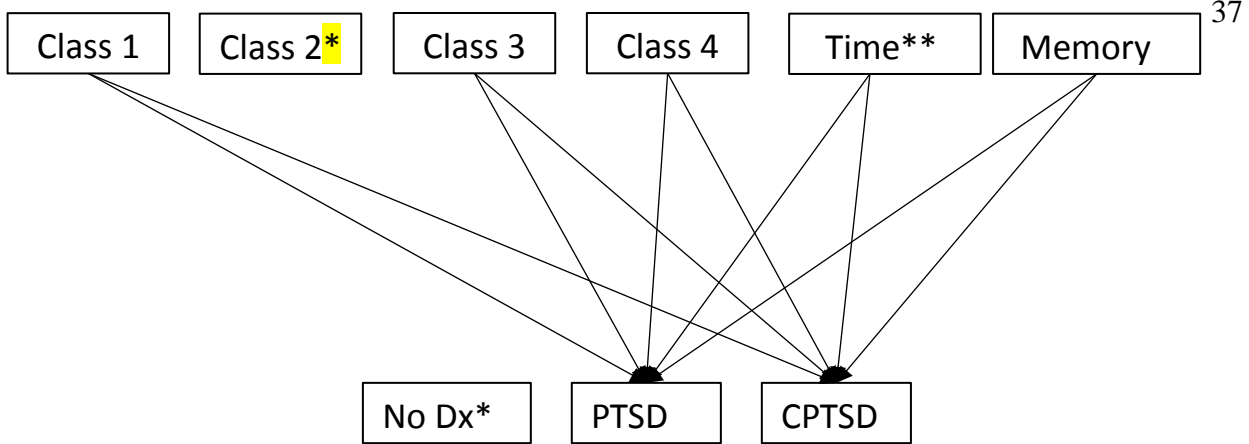 37
Class 1 Class 2* Class 3 Class 4 Time** Memory
No Dx* PTSD CPTSD